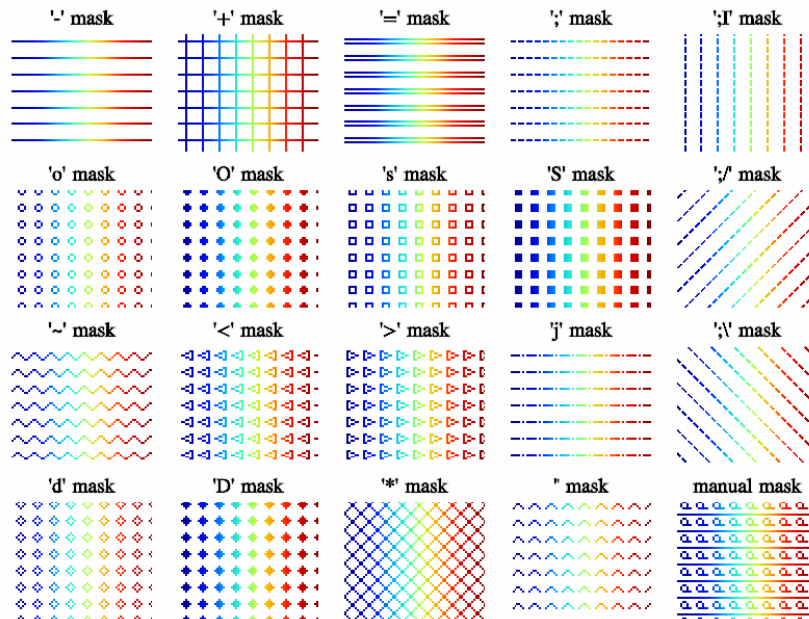 '-' mask
'+' mask
'=' mask
';' mask
';I' mask
'o' mask
'O' mask
's' mask
'S' mask
';/' mask
'~' mask
'<' mask
'>' mask
'j' mask
';\' mask
'd' mask
'D' mask
'*' mask
'' mask
manual mask